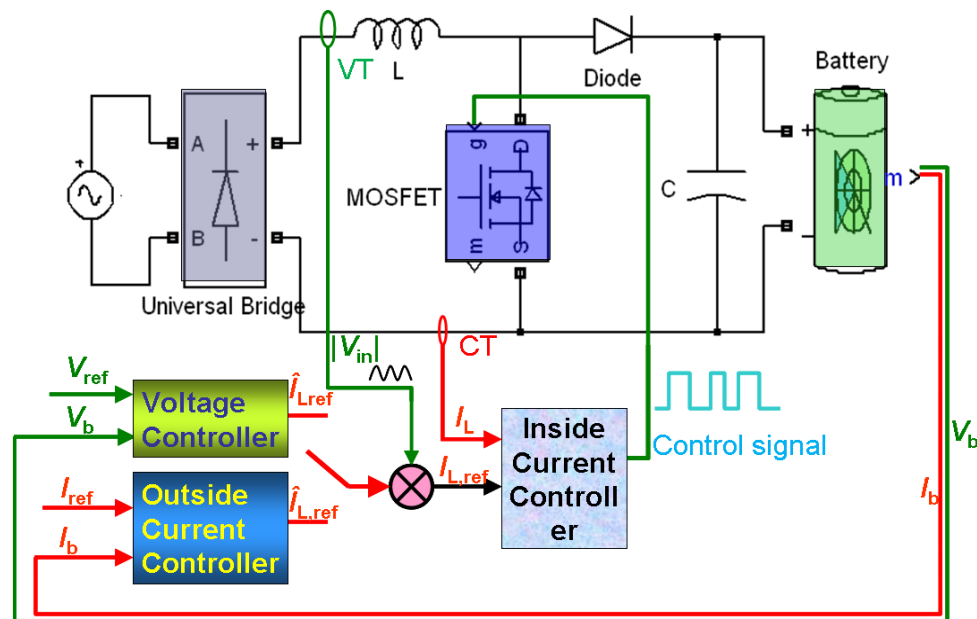 VT
L
Diode
Battery
A
+
B
-
+
Universal Bridge
MOSFET
g
D
m
S
C
+
m
−
|Vin|
CT
Vref
Vb
Voltage
Controller
ÎLref
IL
Inside
Current
Controll
er
Control signal
Vb
Iref
Ib
Outside
Current
Controller
ÎL,ref
IL,ref
Ib